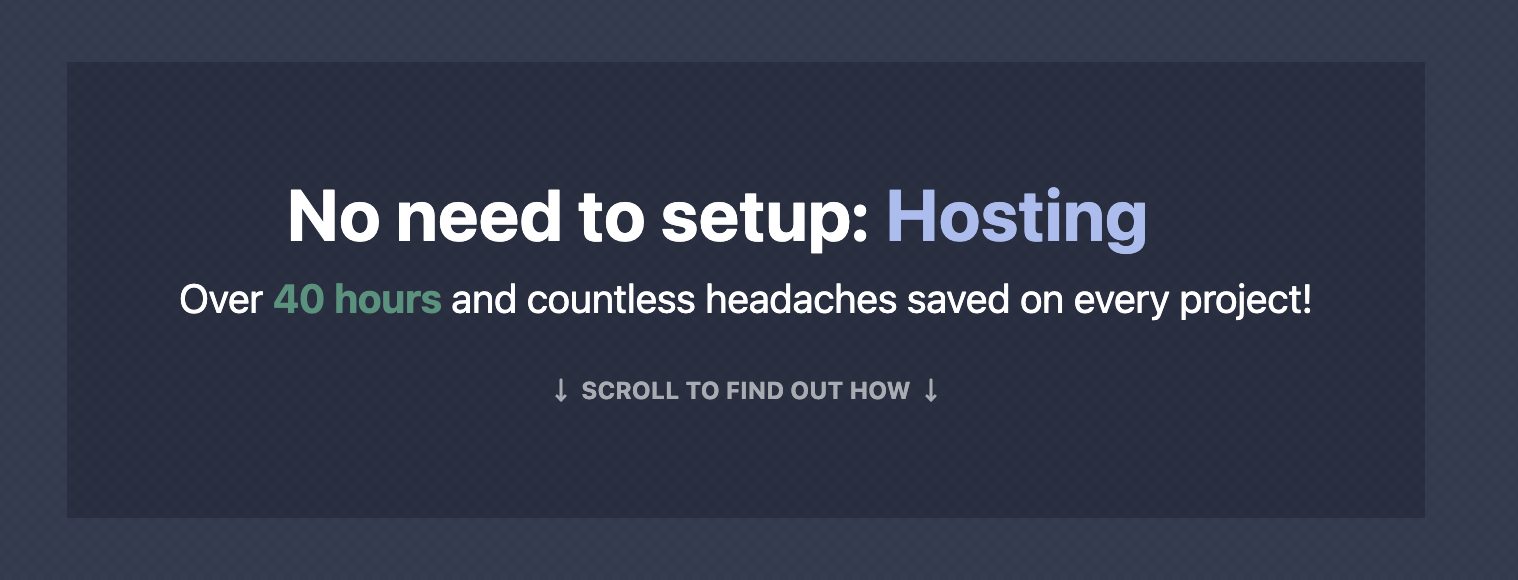 No need to setup: Hosting
Over 40 hours and countless headaches saved on every project!
↓ SCROLL TO FIND OUT HOW ↓